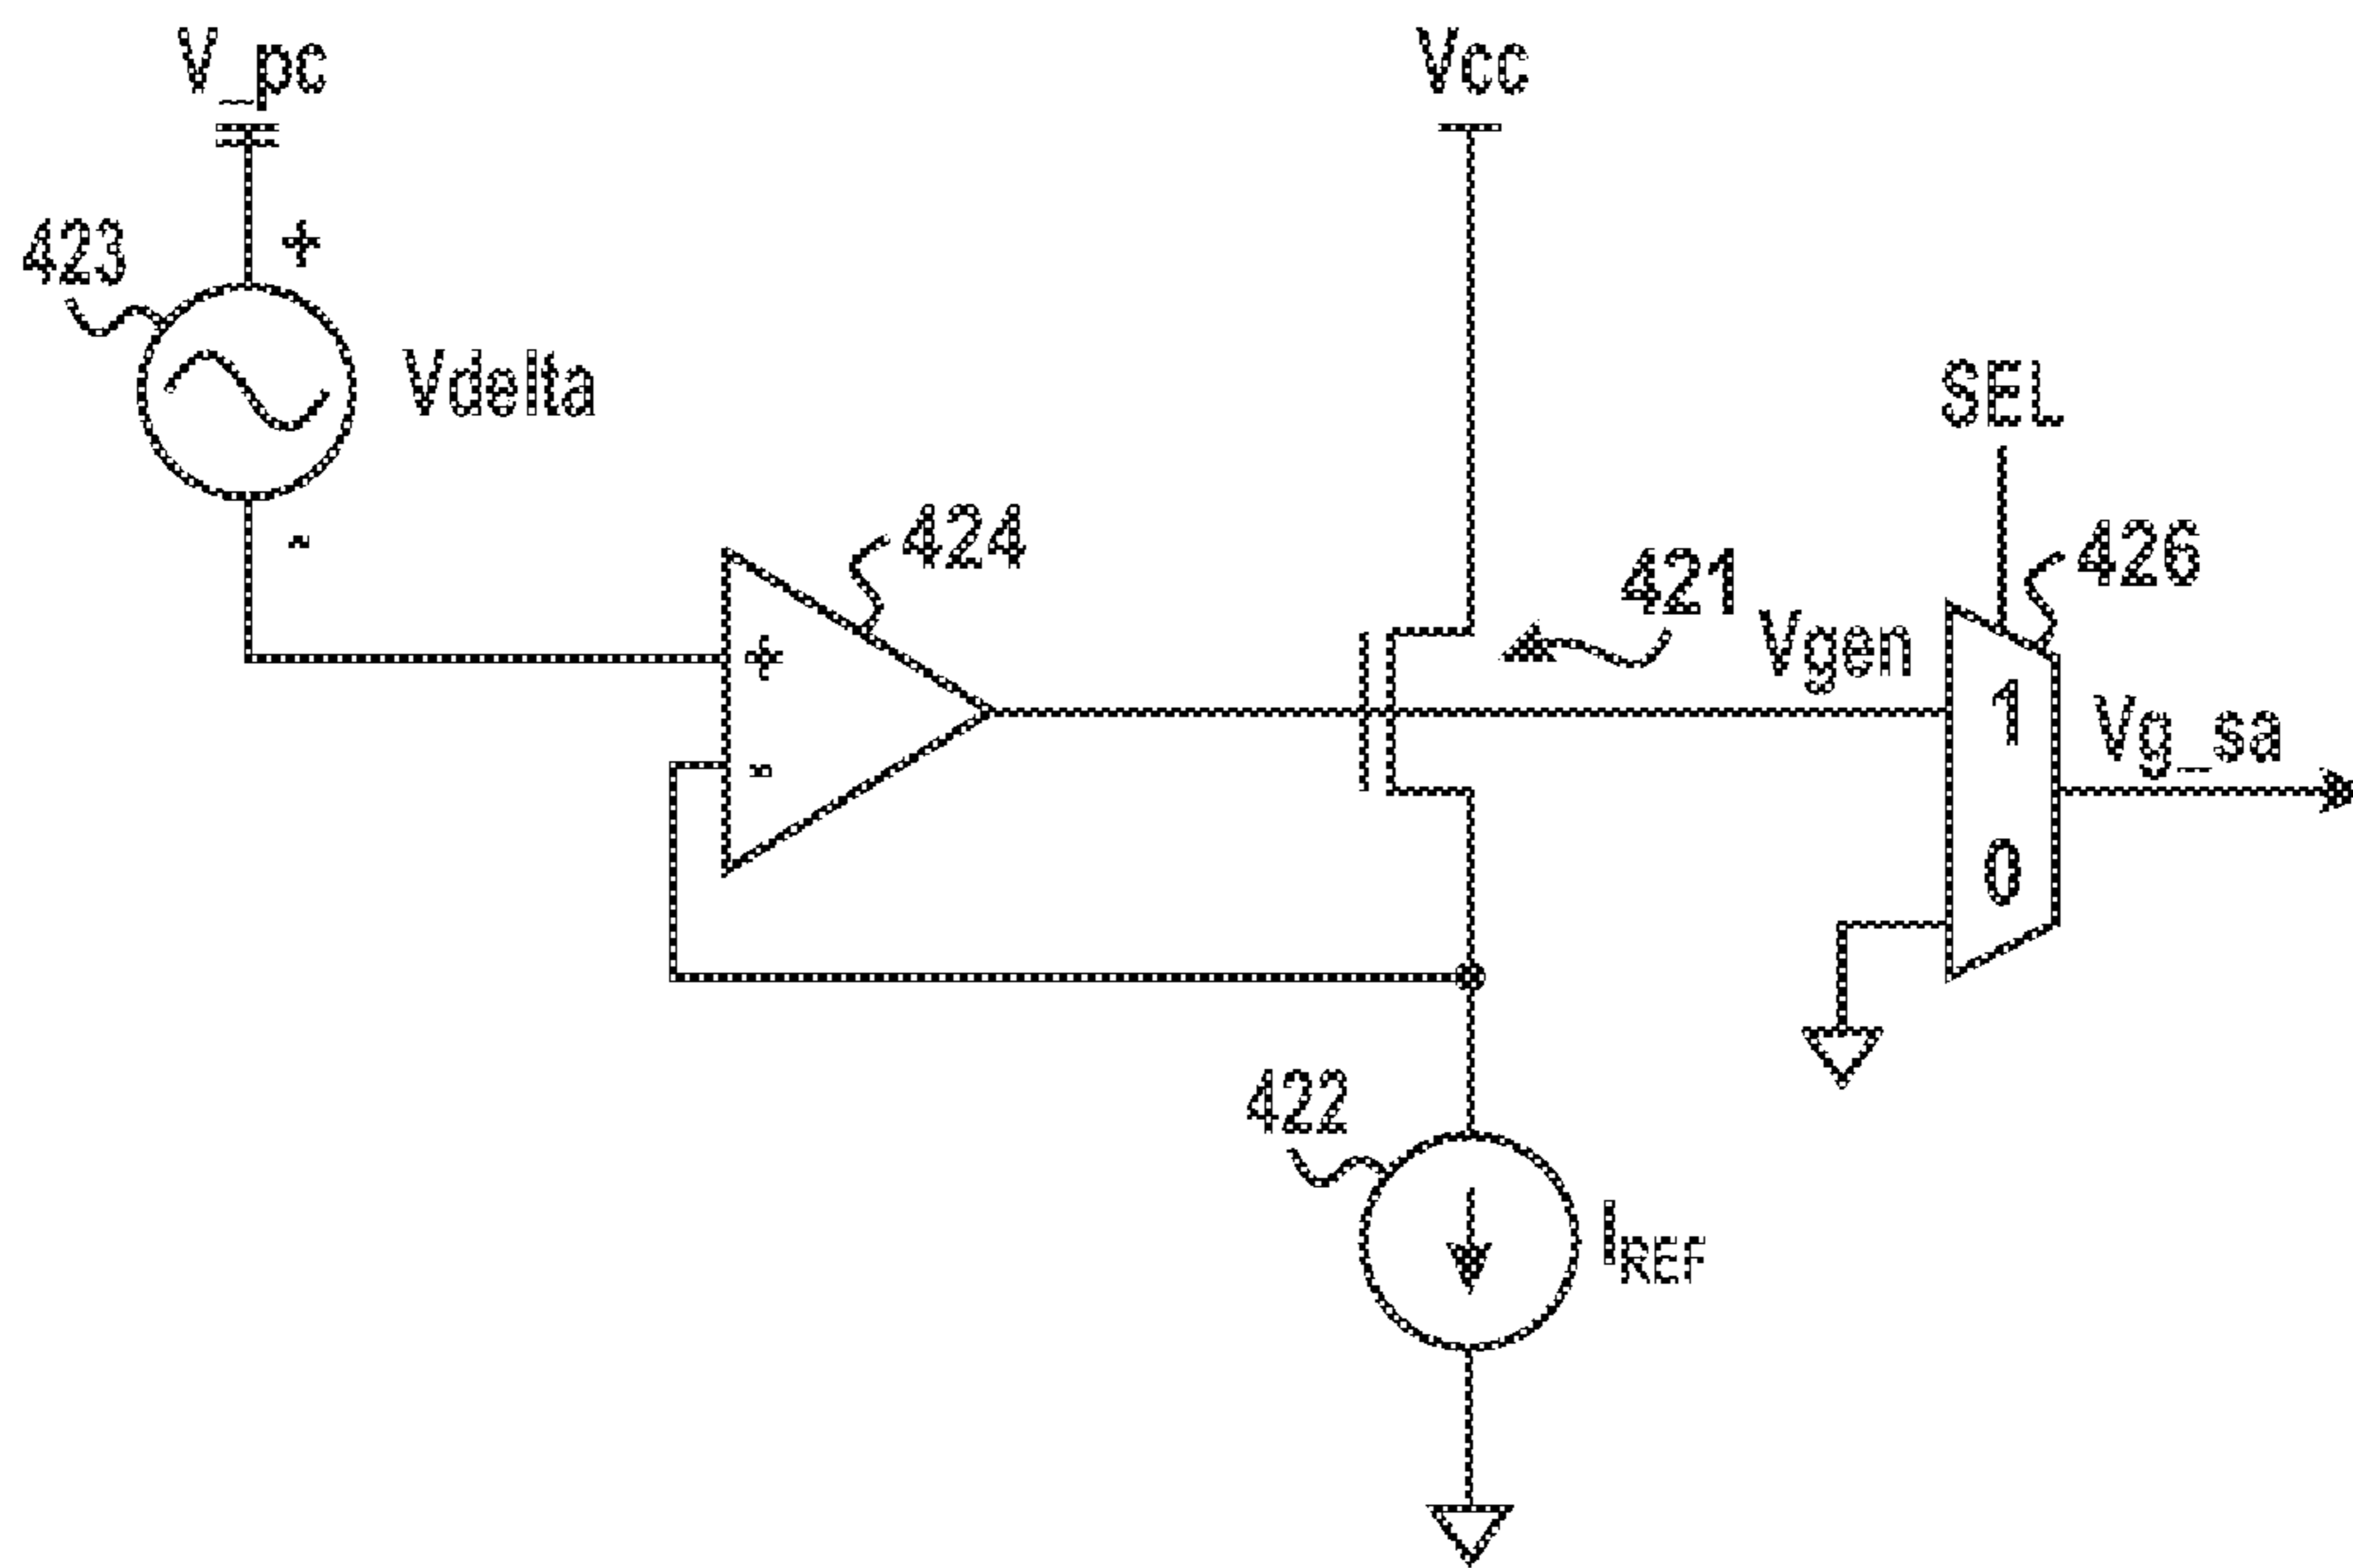 V_pc
Vcc
423
+
Vdelta
SEL
-
424
426
421
Vgen
+
1
Vg_sa
-
0
422
IREF